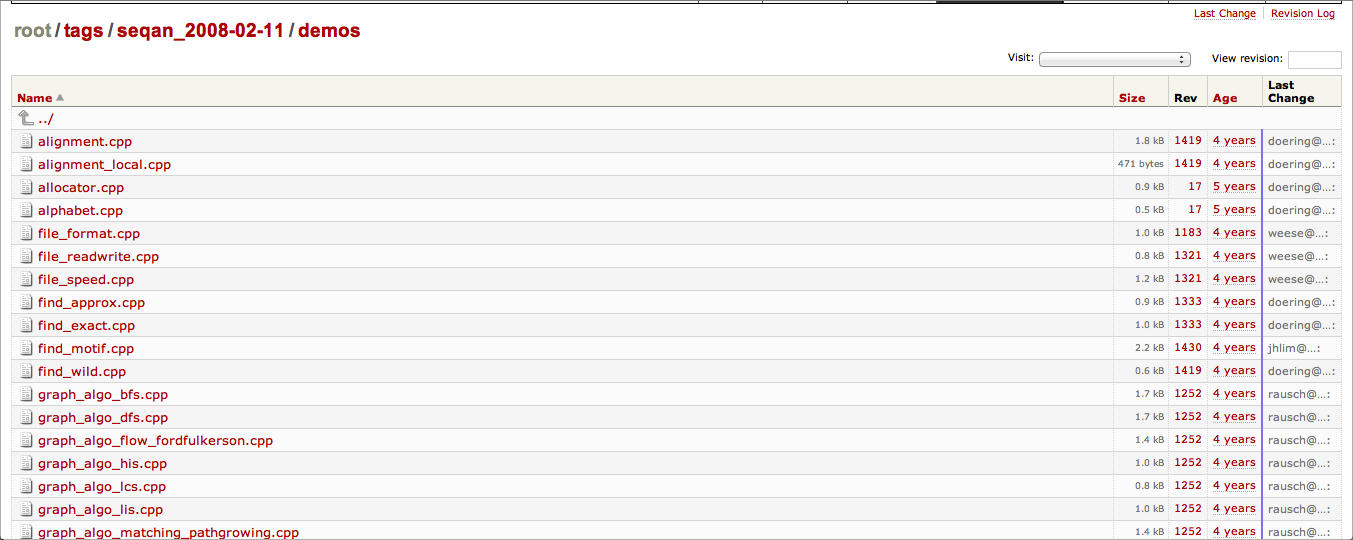 Last Change Revision Log
root / tags / seqan_2008-02-11 / demos
Visit: View revision:
Name Size Rev Age Last Change
../
alignment.cpp 1.8 kB 1419 4 years doering@…:
alignment_local.cpp 471 bytes 1419 4 years doering@…:
allocator.cpp 0.9 kB 17 5 years doering@…:
alphabet.cpp 0.5 kB 17 5 years doering@…:
file_format.cpp 1.0 kB 1183 4 years weese@…:
file_readwrite.cpp 0.8 kB 1321 4 years weese@…:
file_speed.cpp 1.2 kB 1321 4 years weese@…:
find_approx.cpp 0.9 kB 1333 4 years doering@…:
find_exact.cpp 1.0 kB 1333 4 years doering@…:
find_motif.cpp 2.2 kB 1430 4 years jhlim@…:
find_wild.cpp 0.6 kB 1419 4 years doering@…:
graph_algo_bfs.cpp 1.7 kB 1252 4 years rausch@…:
graph_algo_dfs.cpp 1.7 kB 1252 4 years rausch@…:
graph_algo_flow_fordfulkerson.cpp 1.4 kB 1252 4 years rausch@…:
graph_algo_his.cpp 1.0 kB 1252 4 years rausch@…:
graph_algo_lcs.cpp 0.8 kB 1252 4 years rausch@…:
graph_algo_lis.cpp 1.0 kB 1252 4 years rausch@…:
graph_algo_matching_pathgrowing.cpp 1.4 kB 1252 4 years rausch@…: